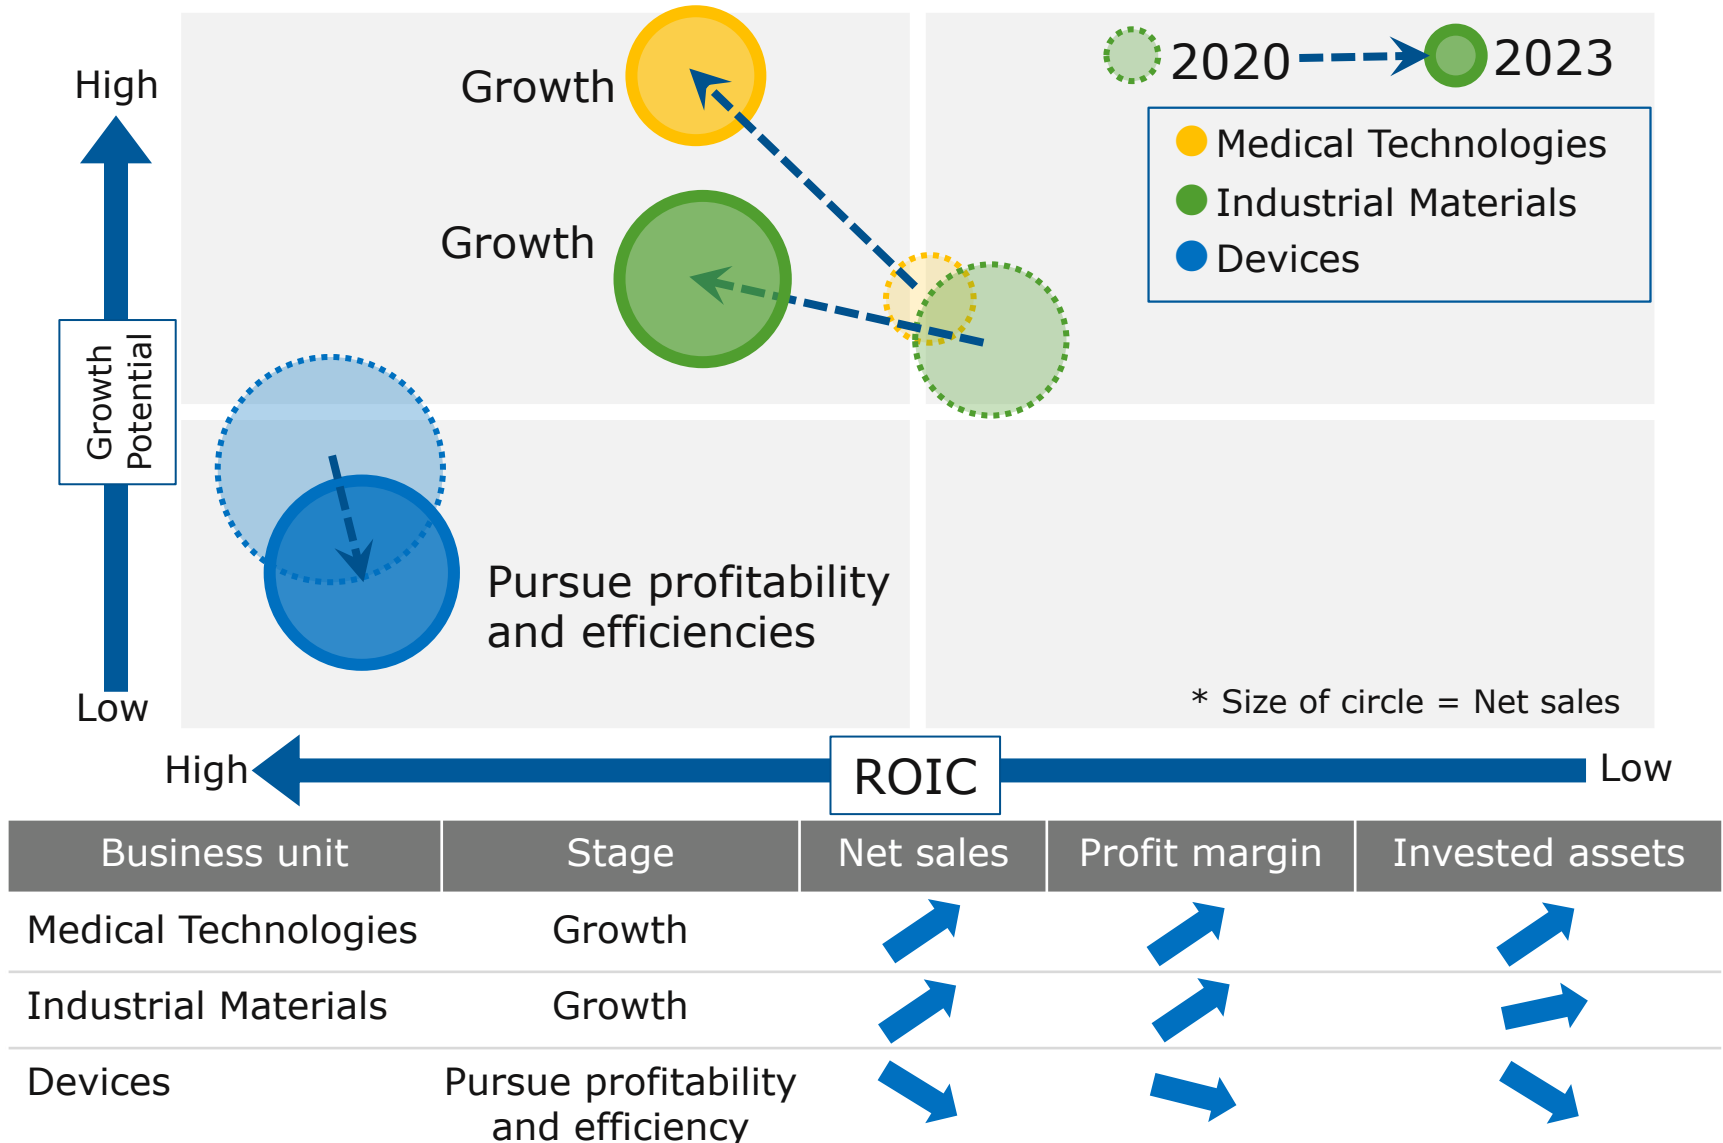 High
Growth
2020
2023
Medical Technologies
Industrial Materials
Devices
Growth
Growth
Potential
Pursue profitability
and efficiencies
Low
* Size of circle = Net sales
High
ROIC
Low
Business unit
Stage
Net sales
Profit margin
Invested assets
Medical Technologies
Growth
Industrial Materials
Growth
Devices
Pursue profitability
and efficiency